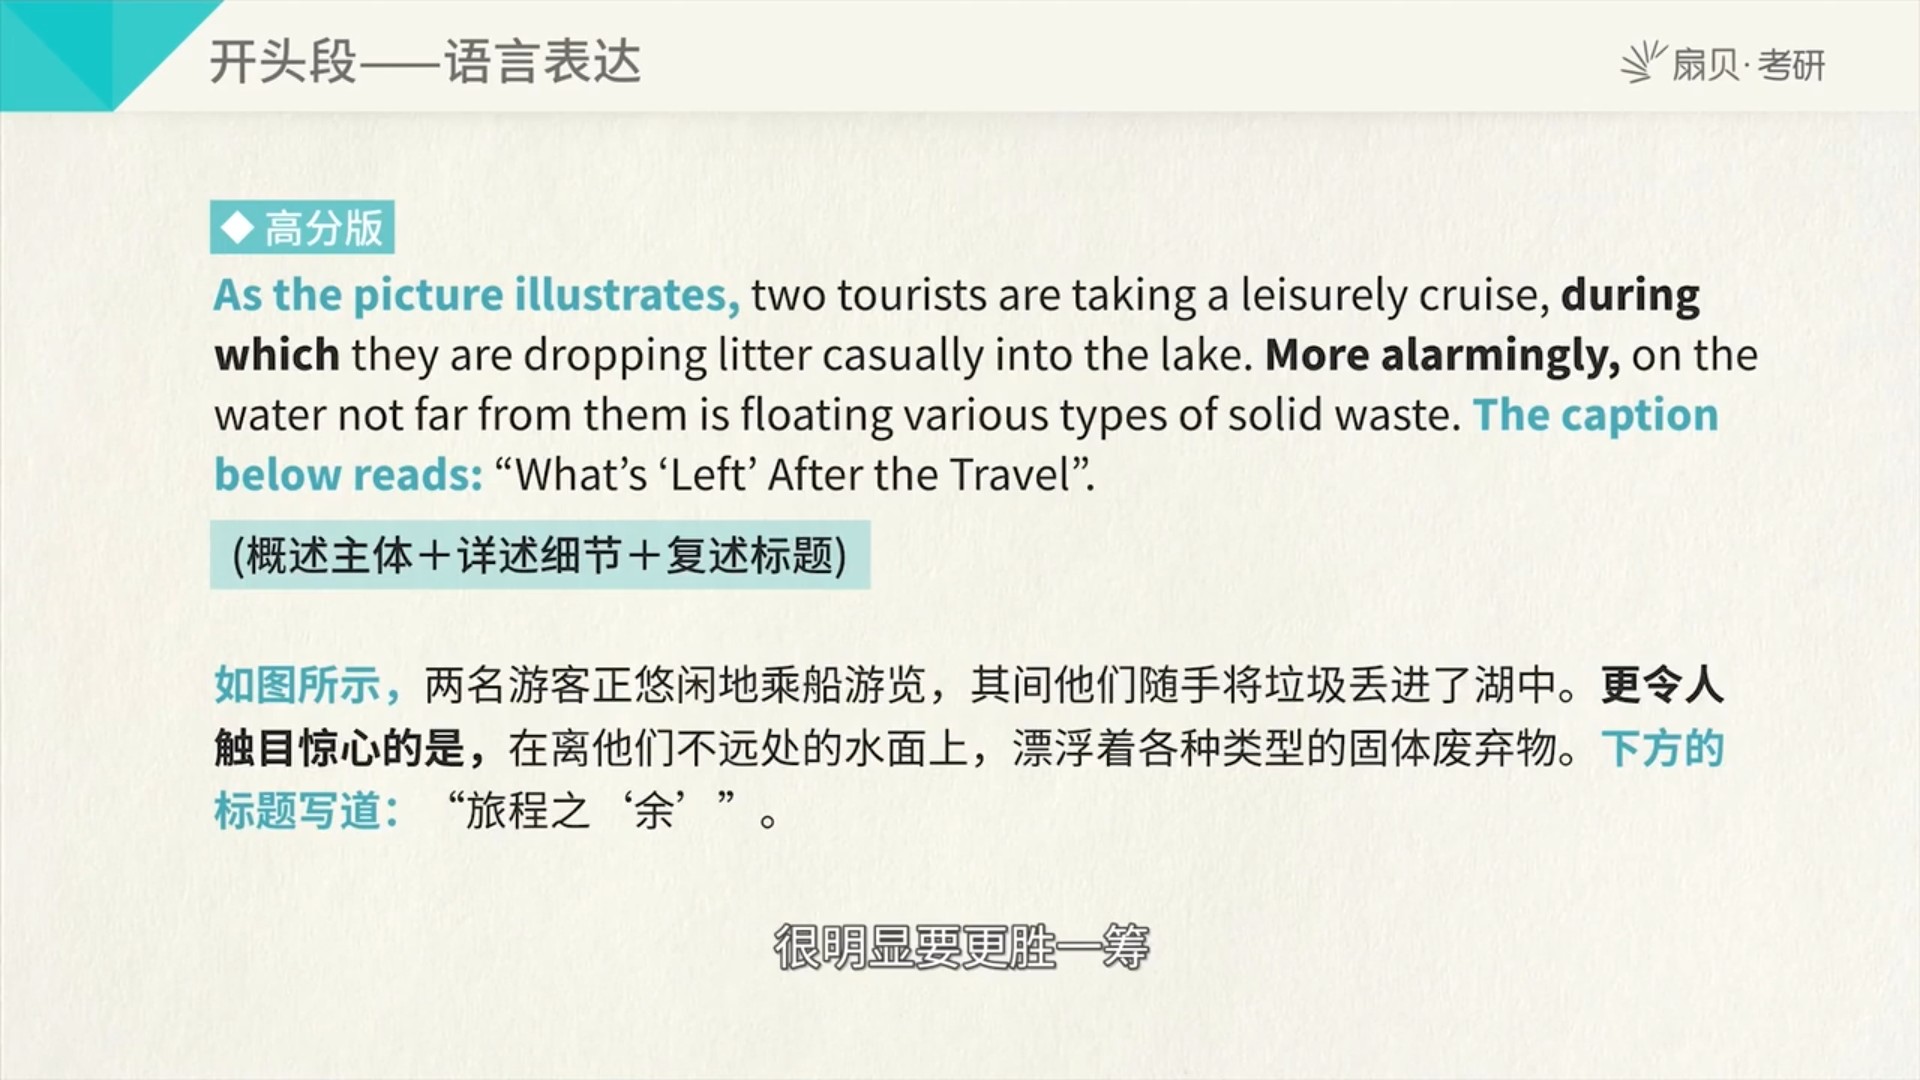 开头段——语言表达
扇贝·考研
◆ 高分版
As the picture illustrates, two tourists are taking a leisurely cruise, during
which they are dropping litter casually into the lake. More alarmingly, on the
water not far from them is floating various types of solid waste. The caption
below reads: “What’s ‘Left’ After the Travel”.
(概述主体＋详述细节＋复述标题)
如图所示，两名游客正悠闲地乘船游览，其间他们随手将垃圾丢进了湖中。更令人
触目惊心的是，在离他们不远处的水面上，漂浮着各种类型的固体废弃物。下方的
标题写道：“旅程之‘余’”。
很明显要更胜一筹